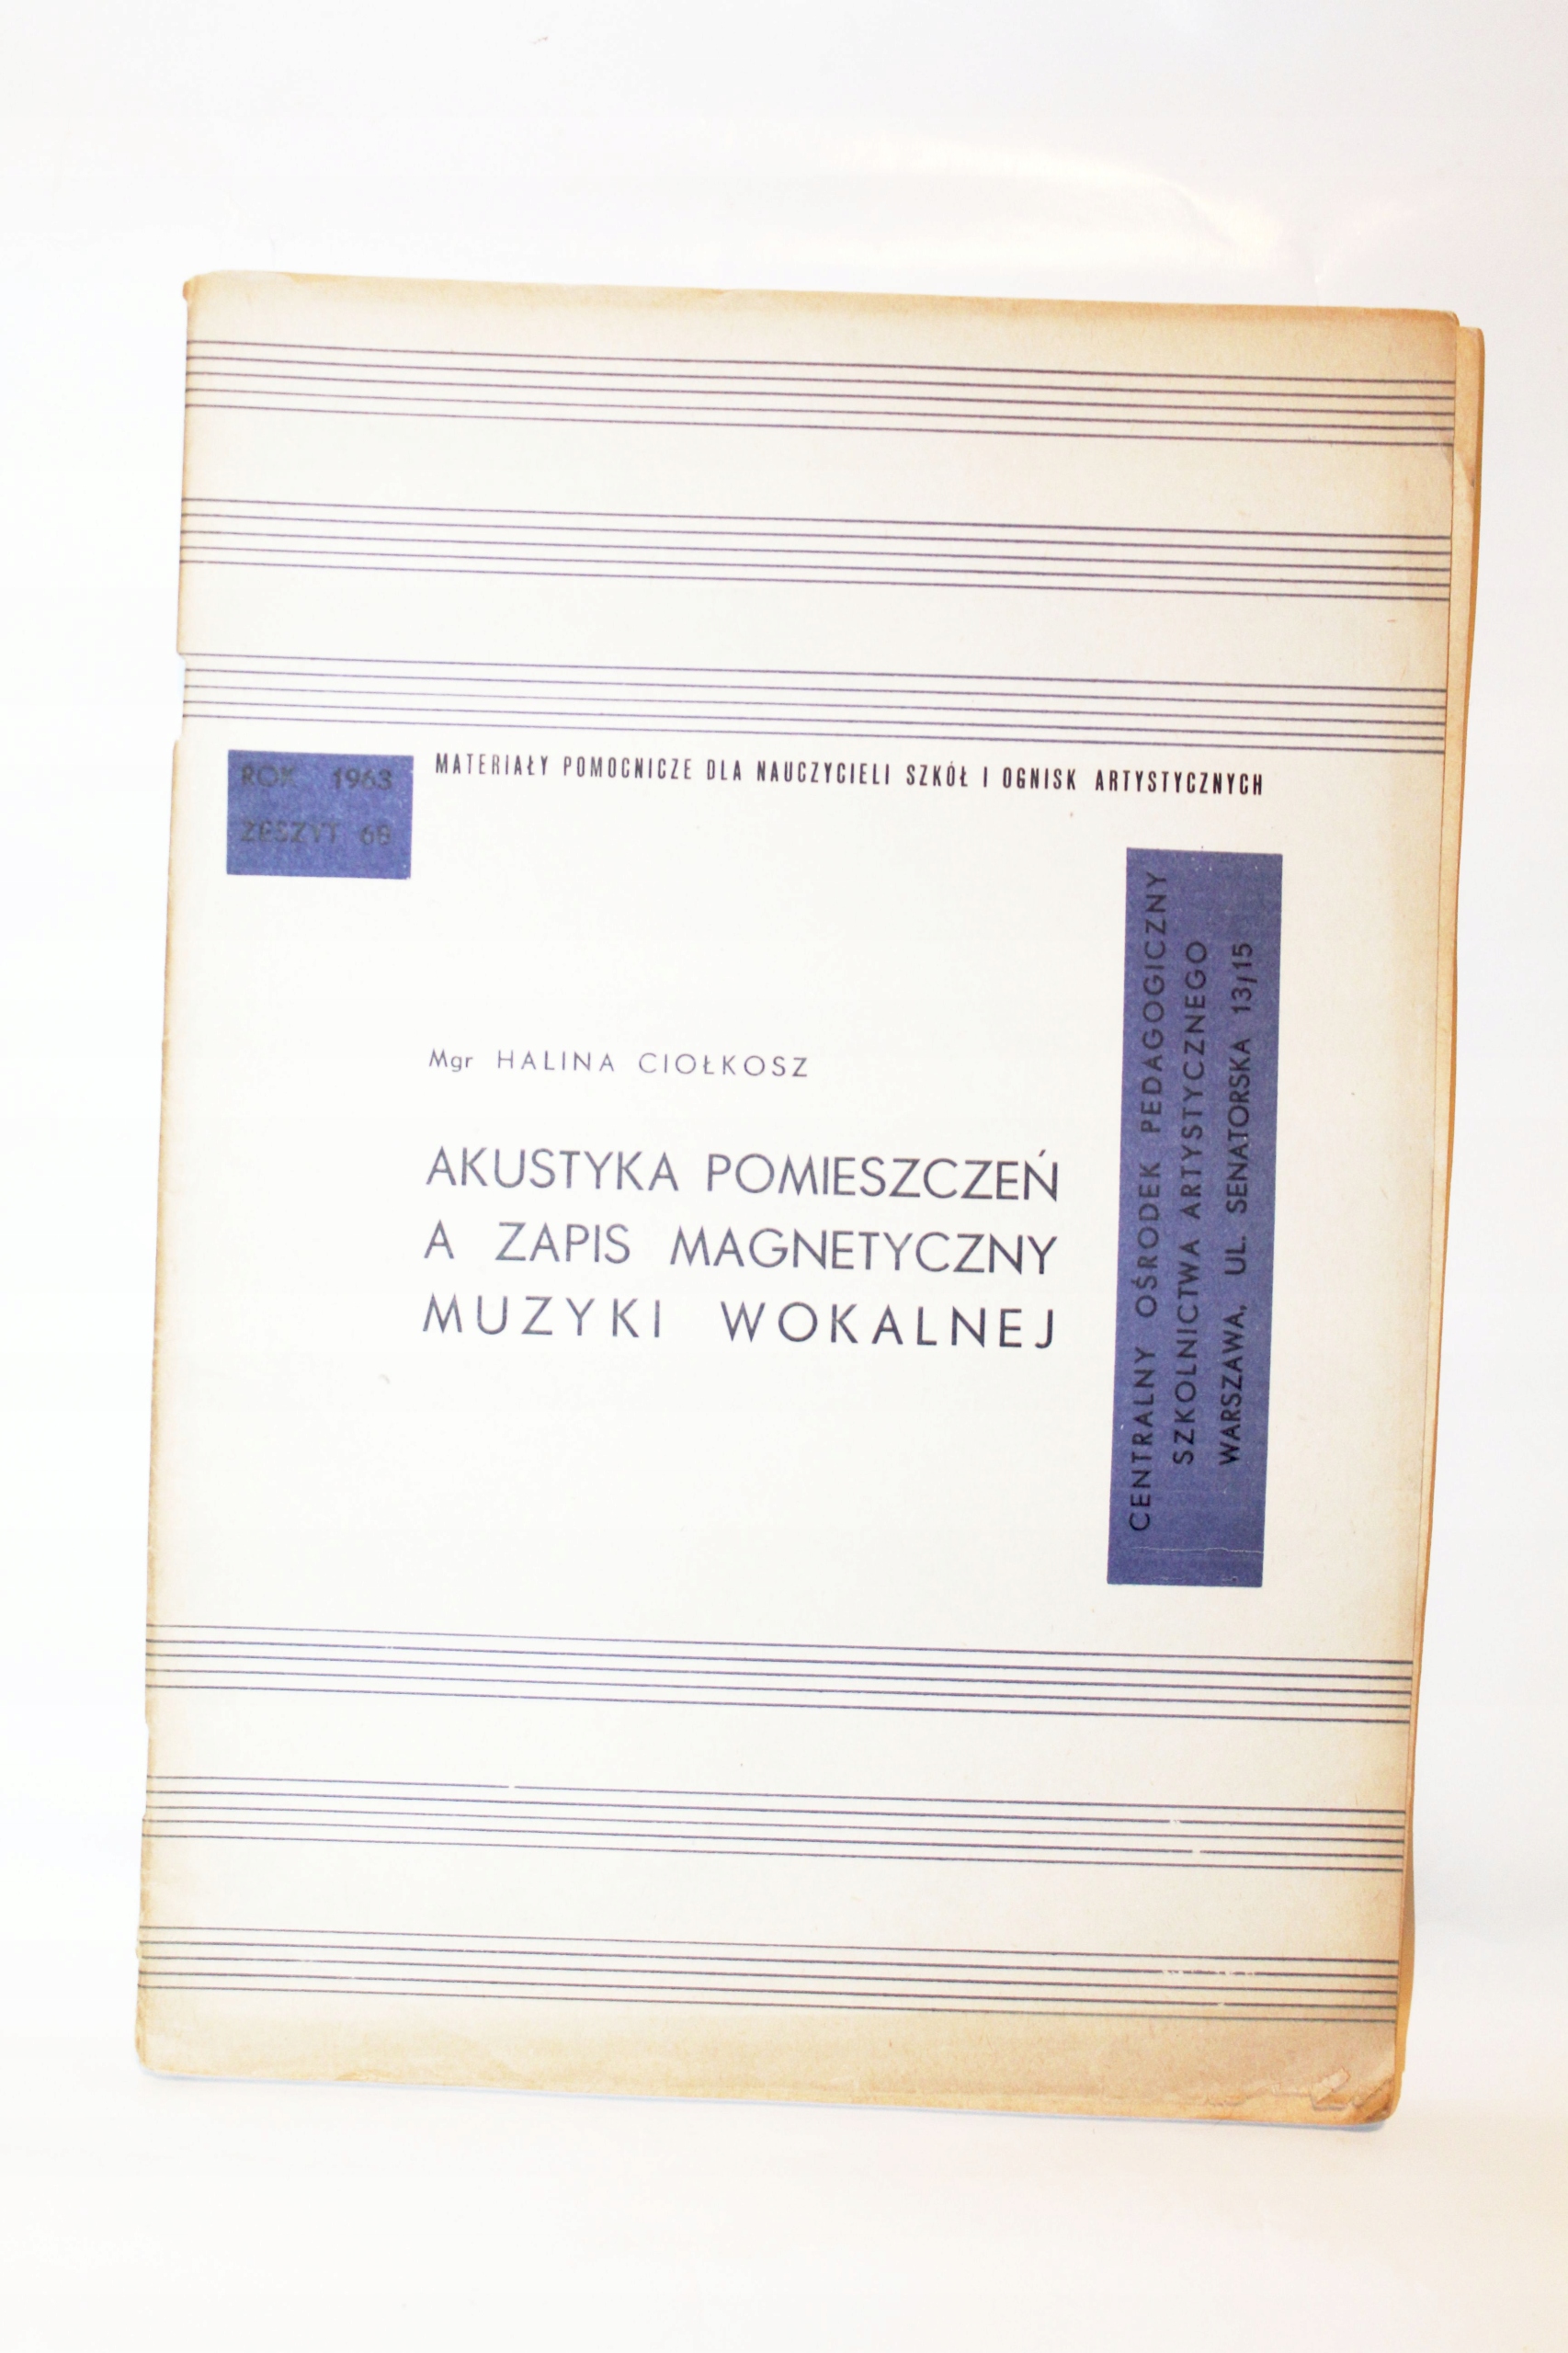 ROK 1963
ZESZYT 68
MATERIAŁY POMOCNICZE DLA NAUCZYCIELI SZKÓŁ I OGNISK ARTYSTYCZNYCH
Mgr HALINA CIOŁKOSZ
AKUSTYKA POMIESZCZEŃ
A ZAPIS MAGNETYCZNY
MUZYKI WOKALNEJ
CENTRALNY OŚRODEK PEDAGOGICZNY
SZKOLNICTWA ARTYSTYCZNEGO
WARSZAWA, UL. SENATORSKA 13/15